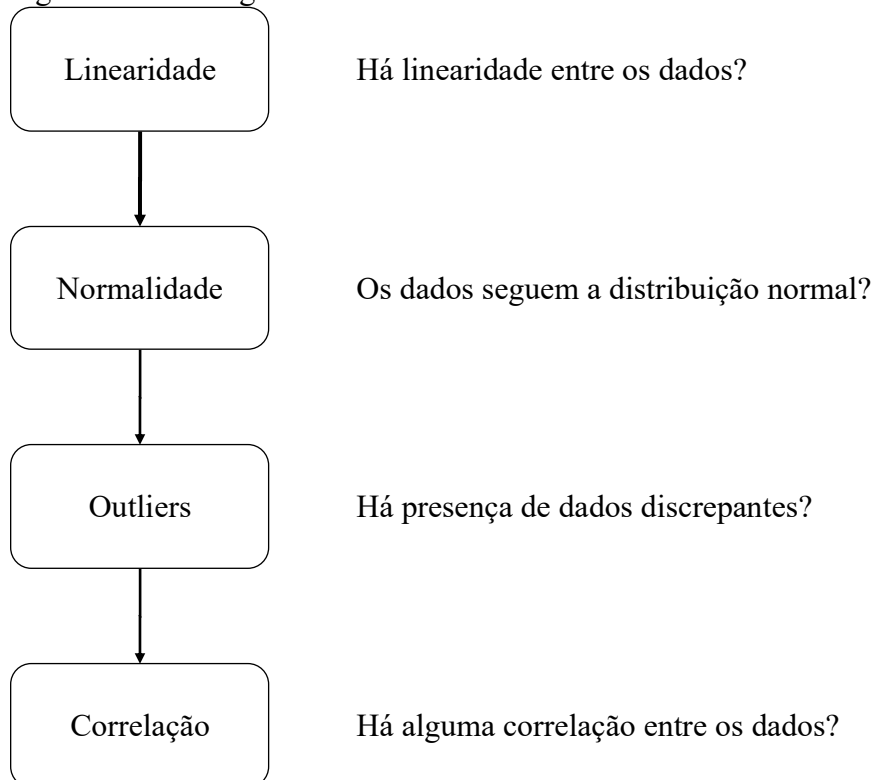 Linearidade Há linearidade entre os dados?
Normalidade Os dados seguem a distribuição normal?
Outliers Há presença de dados discrepantes?
Correlação Há alguma correlação entre os dados?